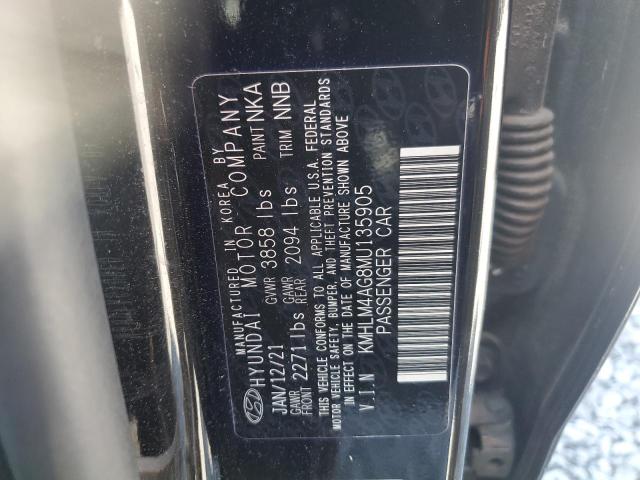 MANUFACTURED IN KOREA BY
HYUNDAI MOTOR COMPANY
JAN/12/21 GVWR 3858 lbs PAINT NKA
GAWR FRONT 2271 lbs GAWR REAR 2094 lbs TRIM NNB
THIS VEHICLE CONFORMS TO ALL APPLICABLE U.S.A. FEDERAL
MOTOR VEHICLE SAFETY, BUMPER, AND THEFT PREVENTION STANDARDS
IN EFFECT ON THE DATE OF MANUFACTURE SHOWN ABOVE
V.I.N KMHLM4AG8MU135905
PASSENGER CAR